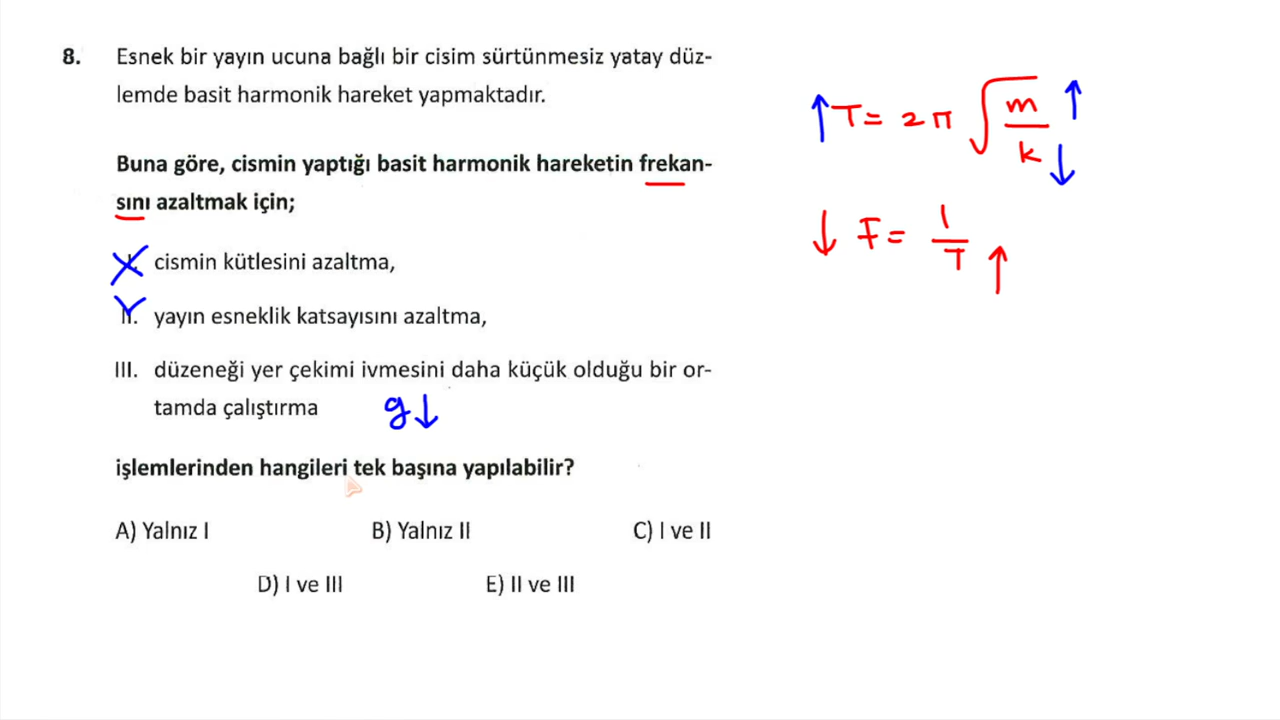 8. Esnek bir yayın ucuna bağlı bir cisim sürtünmesiz yatay düz-
lemde basit harmonik hareket yapmaktadır.
Buna göre, cismin yaptığı basit harmonik hareketin frekan-
sını azaltmak için;
cismin kütlesini azaltma,
II. yayın esneklik katsayısını azaltma,
III. düzeneği yer çekimi ivmesini daha küçük olduğu bir or-
tamda çalıştırma
g↓
işlemlerinden hangileri tek başına yapılabilir?
A) Yalnız I B) Yalnız II C) I ve II
D) I ve III E) II ve III
↑T = 2π √(m/k) ↑ ↓
↓ F = 1/T ↑